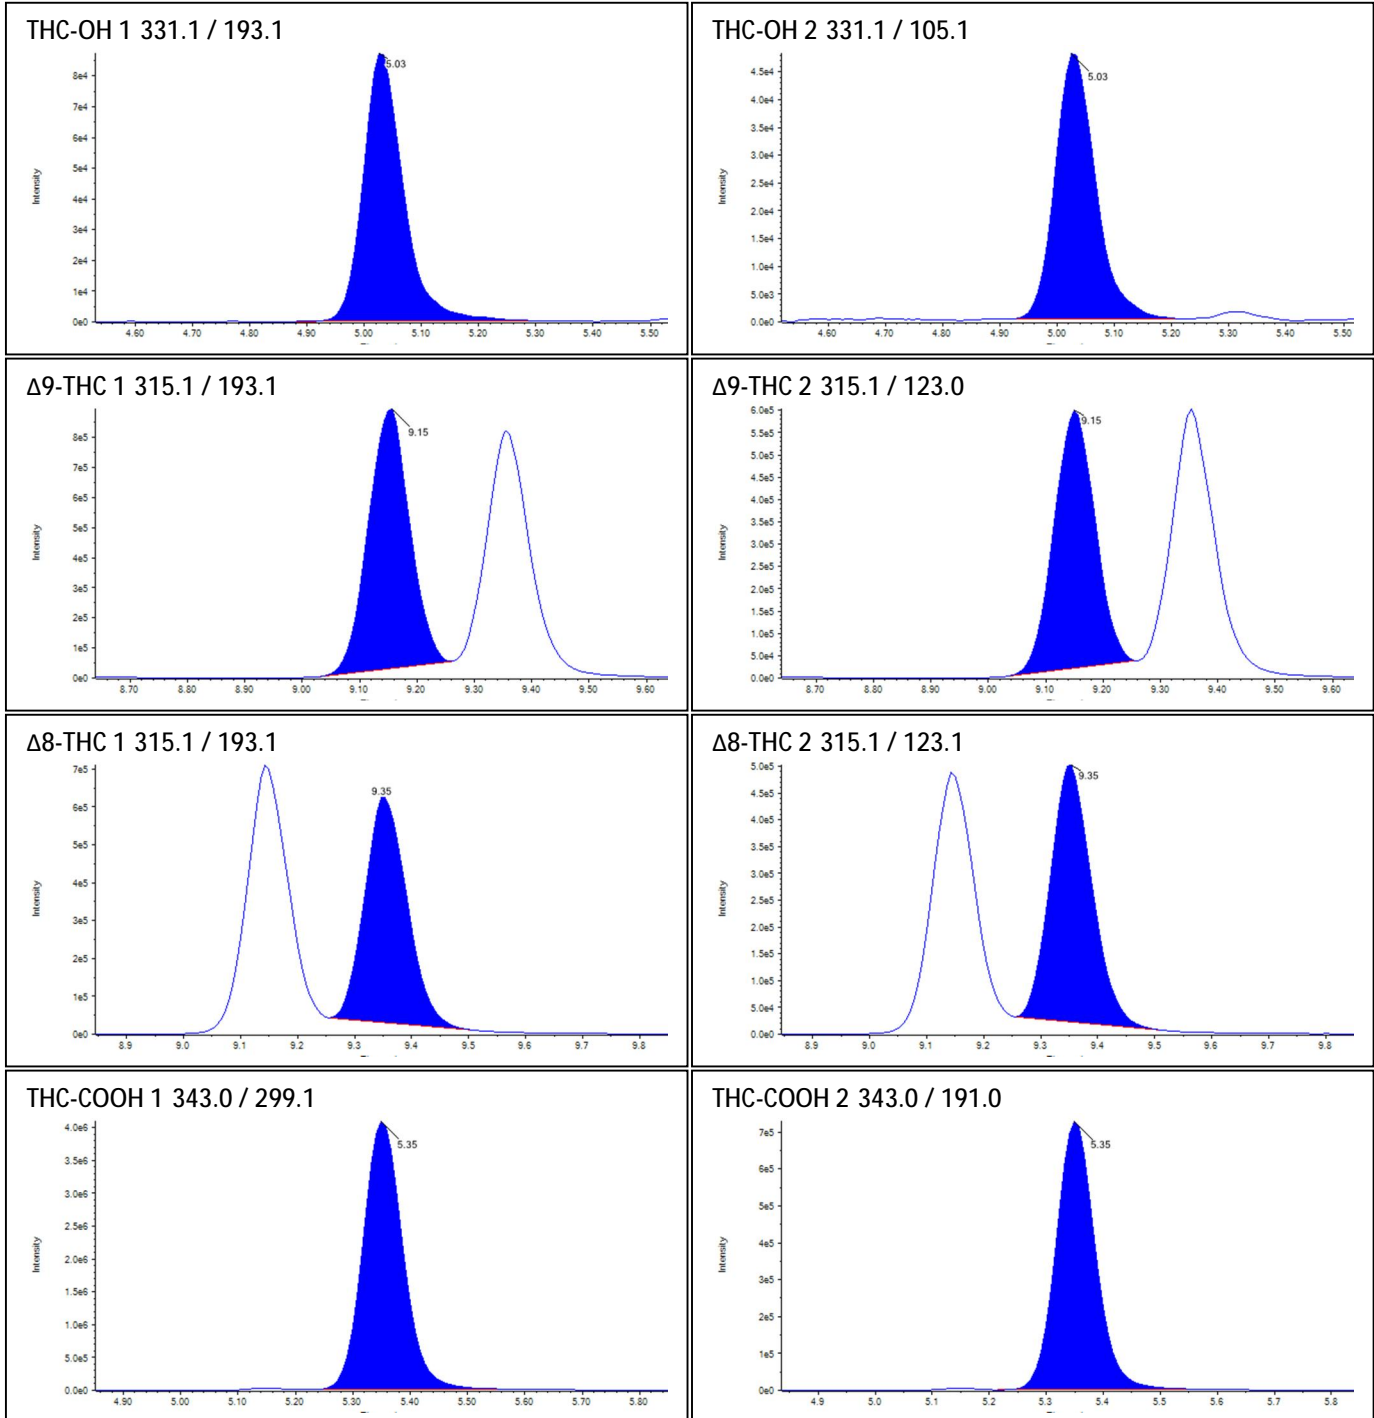 THC-OH 1 331.1 / 193.1
8e4
7e4
6e4
5e4
4e4
3e4
2e4
1e4
0e0
Intensity
5.03
4.60 4.70 4.80 4.90 5.00 5.10 5.20 5.30 5.40 5.50
THC-OH 2 331.1 / 105.1
4.5e4
4.0e4
3.5e4
3.0e4
2.5e4
2.0e4
1.5e4
1.0e4
5.0e3
0.0e0
Intensity
5.03
4.60 4.70 4.80 4.90 5.00 5.10 5.20 5.30 5.40 5.50
Δ9-THC 1 315.1 / 193.1
8e5
7e5
6e5
5e5
4e5
3e5
2e5
1e5
0e0
Intensity
9.15
8.70 8.80 8.90 9.00 9.10 9.20 9.30 9.40 9.50 9.60
Δ9-THC 2 315.1 / 123.0
6.0e5
5.5e5
5.0e5
4.5e5
4.0e5
3.5e5
3.0e5
2.5e5
2.0e5
1.5e5
1.0e5
5.0e4
0.0e0
Intensity
9.15
8.70 8.80 8.90 9.00 9.10 9.20 9.30 9.40 9.50 9.60
Δ8-THC 1 315.1 / 193.1
7e5
6e5
5e5
4e5
3e5
2e5
1e5
0e0
Intensity
9.35
8.9 9.0 9.1 9.2 9.3 9.4 9.5 9.6 9.7 9.8
Δ8-THC 2 315.1 / 123.1
5.0e5
4.5e5
4.0e5
3.5e5
3.0e5
2.5e5
2.0e5
1.5e5
1.0e5
5.0e4
0.0e0
Intensity
9.35
8.9 9.0 9.1 9.2 9.3 9.4 9.5 9.6 9.7 9.8
THC-COOH 1 343.0 / 299.1
4.0e6
3.5e6
3.0e6
2.5e6
2.0e6
1.5e6
1.0e6
5.0e5
0.0e0
Intensity
5.35
4.90 5.00 5.10 5.20 5.30 5.40 5.50 5.60 5.70 5.80
THC-COOH 2 343.0 / 191.0
7e5
6e5
5e5
4e5
3e5
2e5
1e5
0e0
Intensity
5.35
4.9 5.0 5.1 5.2 5.3 5.4 5.5 5.6 5.7 5.8